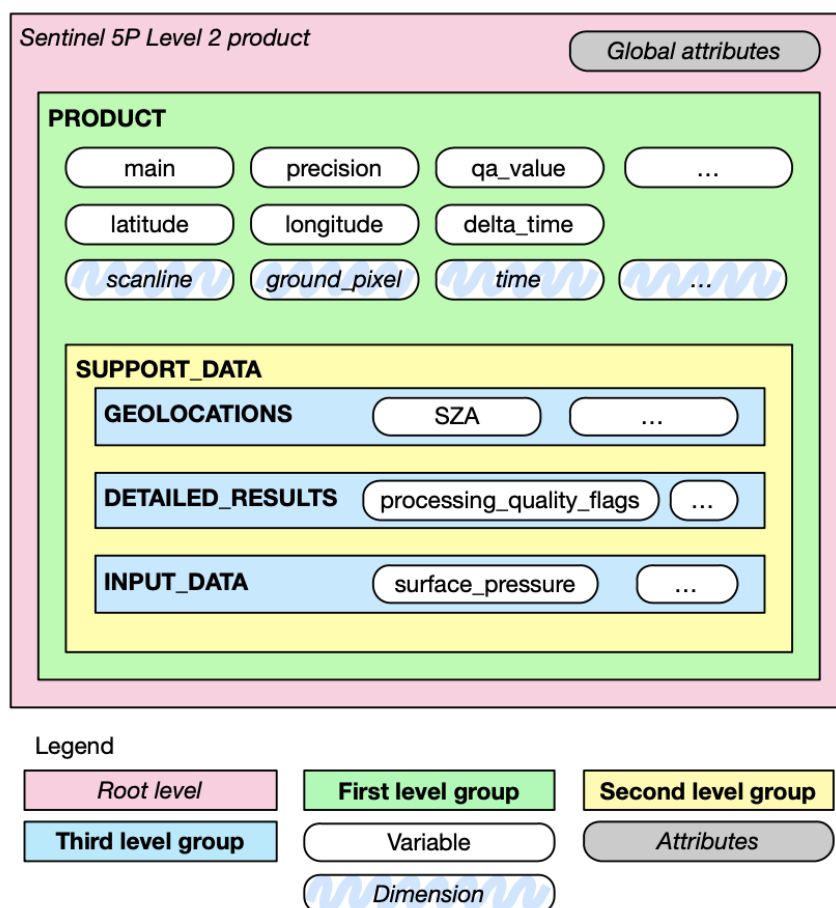 Sentinel 5P Level 2 product
Global attributes
PRODUCT
main precision qa_value ...
latitude longitude delta_time
scanline ground_pixel time ...
SUPPORT_DATA
GEOLOCATIONS SZA ...
DETAILED_RESULTS processing_quality_flags ...
INPUT_DATA surface_pressure ...
Legend
Root level First level group Second level group
Third level group Variable Attributes
Dimension